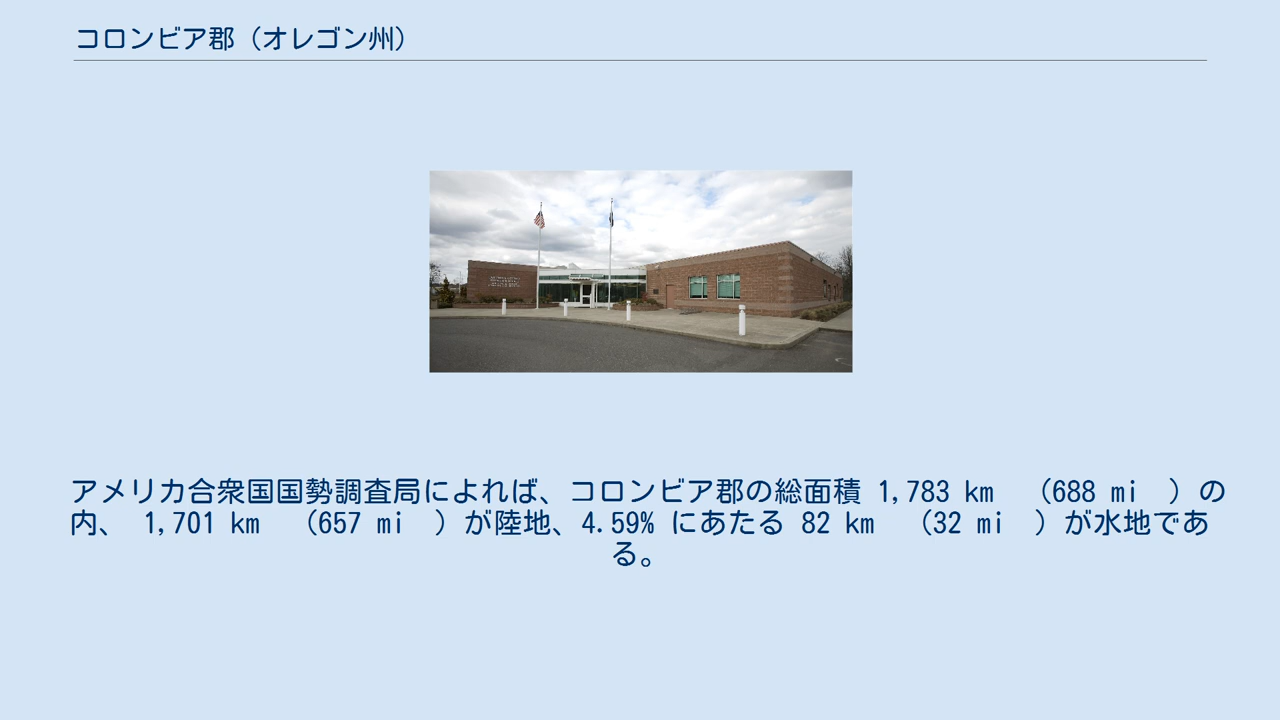 コロンビア郡（オレゴン州）
アメリカ合衆国国勢調査局によれば、コロンビア郡の総面積 1,783 km （688 mi ）の
内、 1,701 km （657 mi ）が陸地、4.59% にあたる 82 km （32 mi ）が水地であ
る。